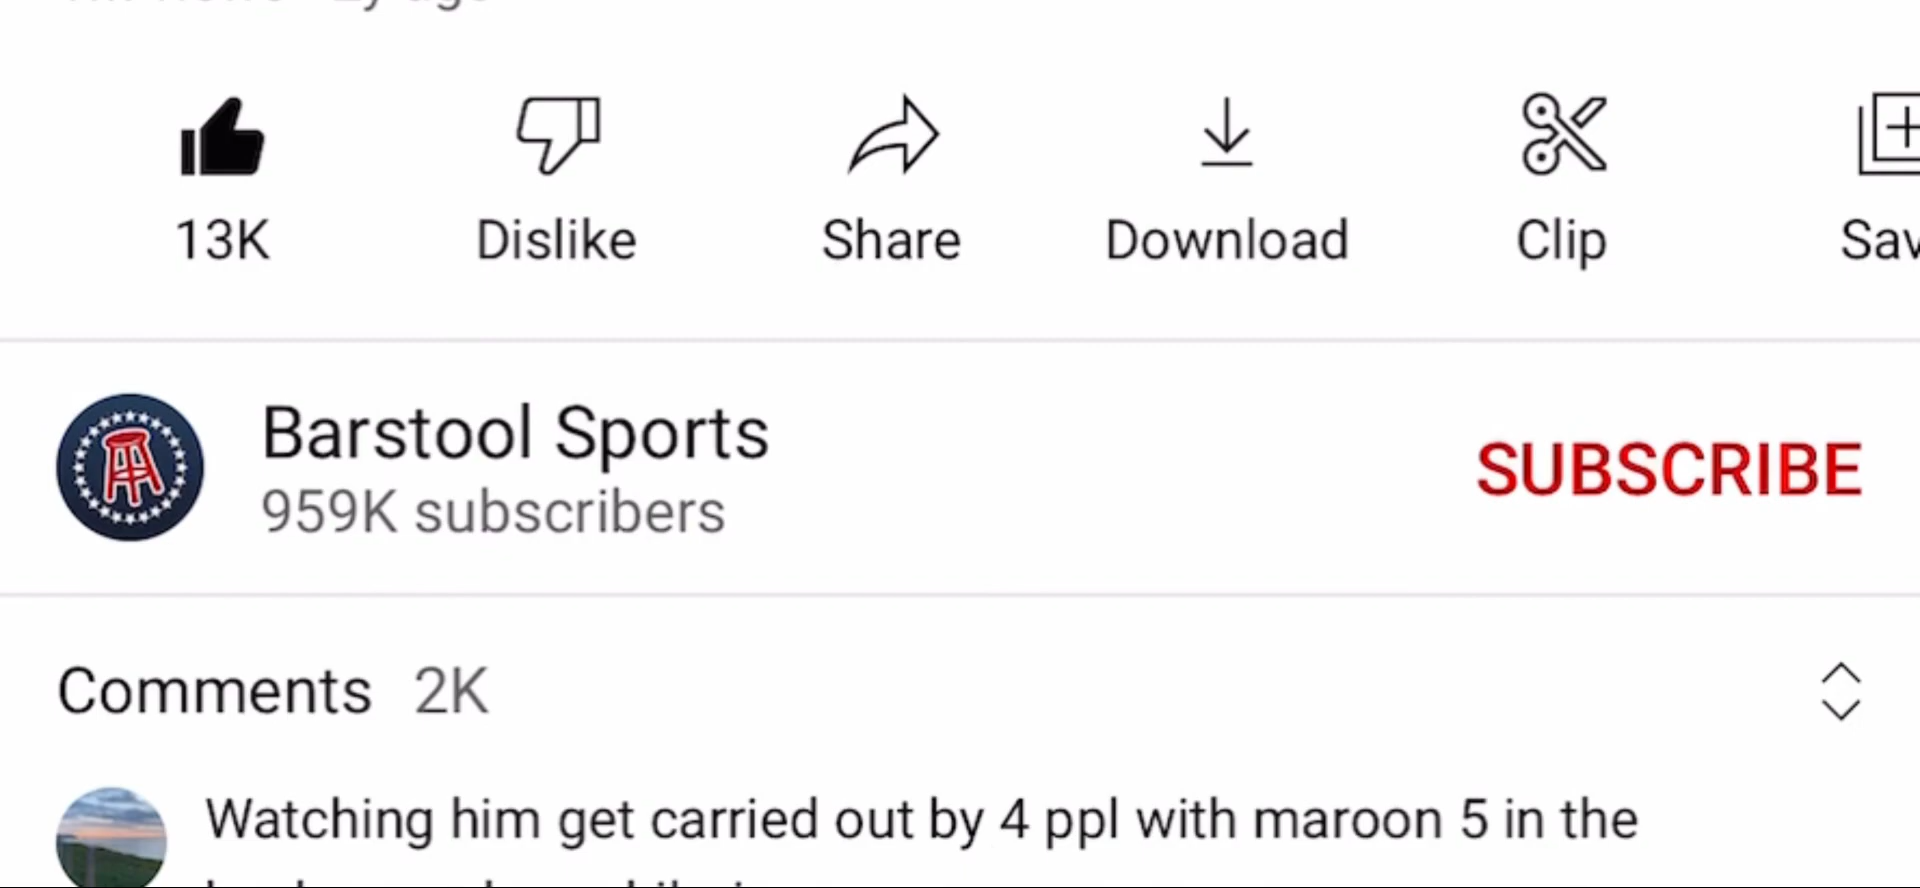 13K Dislike Share Download Clip
Barstool Sports
959K subscribers
SUBSCRIBE
Comments 2K
Watching him get carried out by 4 ppl with maroon 5 in the